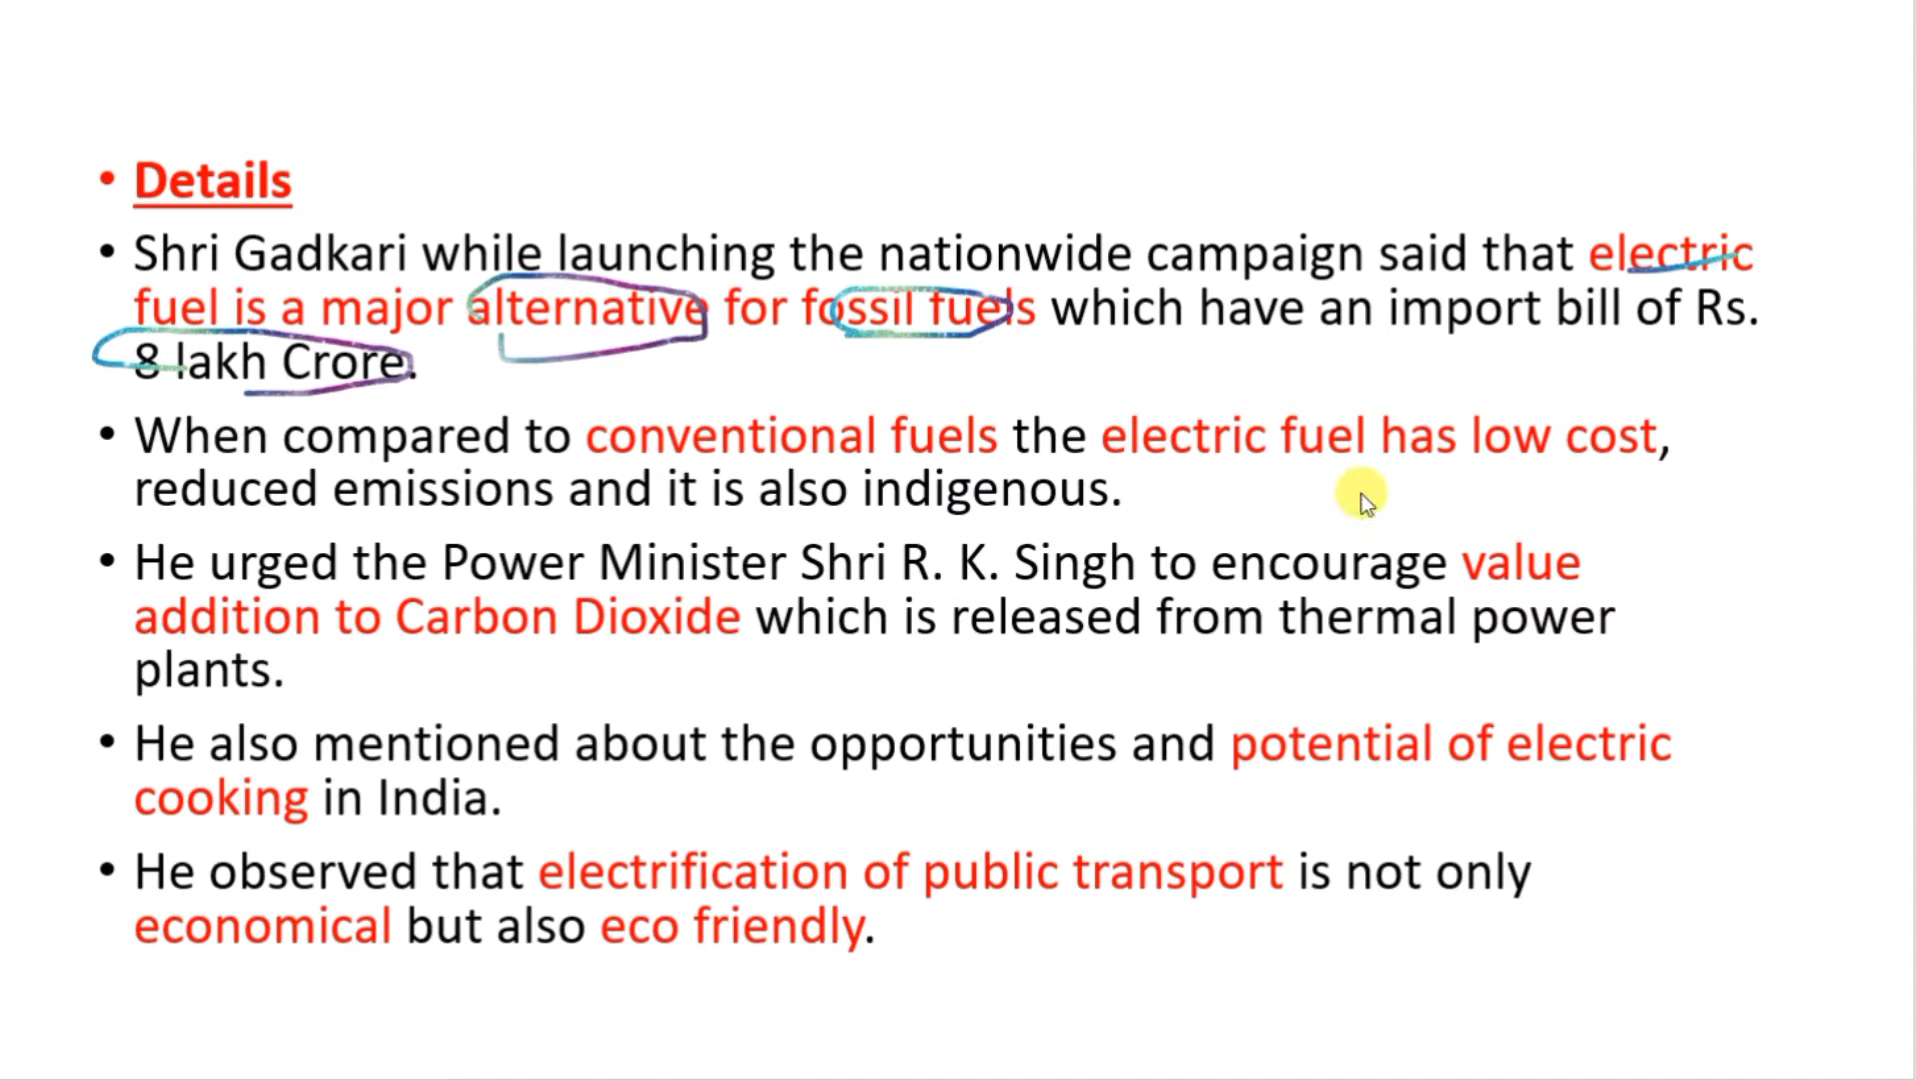 • Details
• Shri Gadkari while launching the nationwide campaign said that electric
fuel is a major alternative for fossil fuels which have an import bill of Rs.
8 lakh Crore.
• When compared to conventional fuels the electric fuel has low cost,
reduced emissions and it is also indigenous.
• He urged the Power Minister Shri R. K. Singh to encourage value
addition to Carbon Dioxide which is released from thermal power
plants.
• He also mentioned about the opportunities and potential of electric
cooking in India.
• He observed that electrification of public transport is not only
economical but also eco friendly.